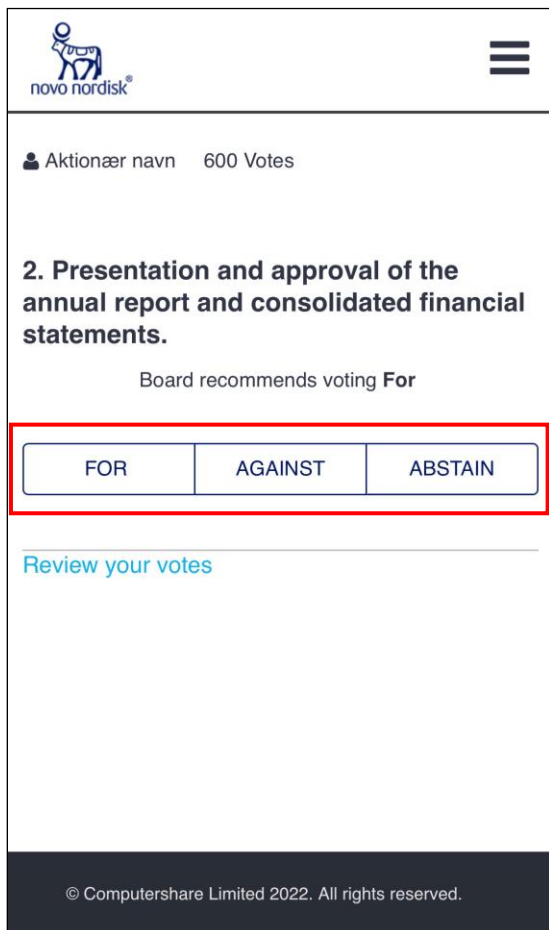 novo nordisk®
Aktionær navn 600 Votes
2. Presentation and approval of the
annual report and consolidated financial
statements.
Board recommends voting For
FOR AGAINST ABSTAIN
Review your votes
© Computershare Limited 2022. All rights reserved.